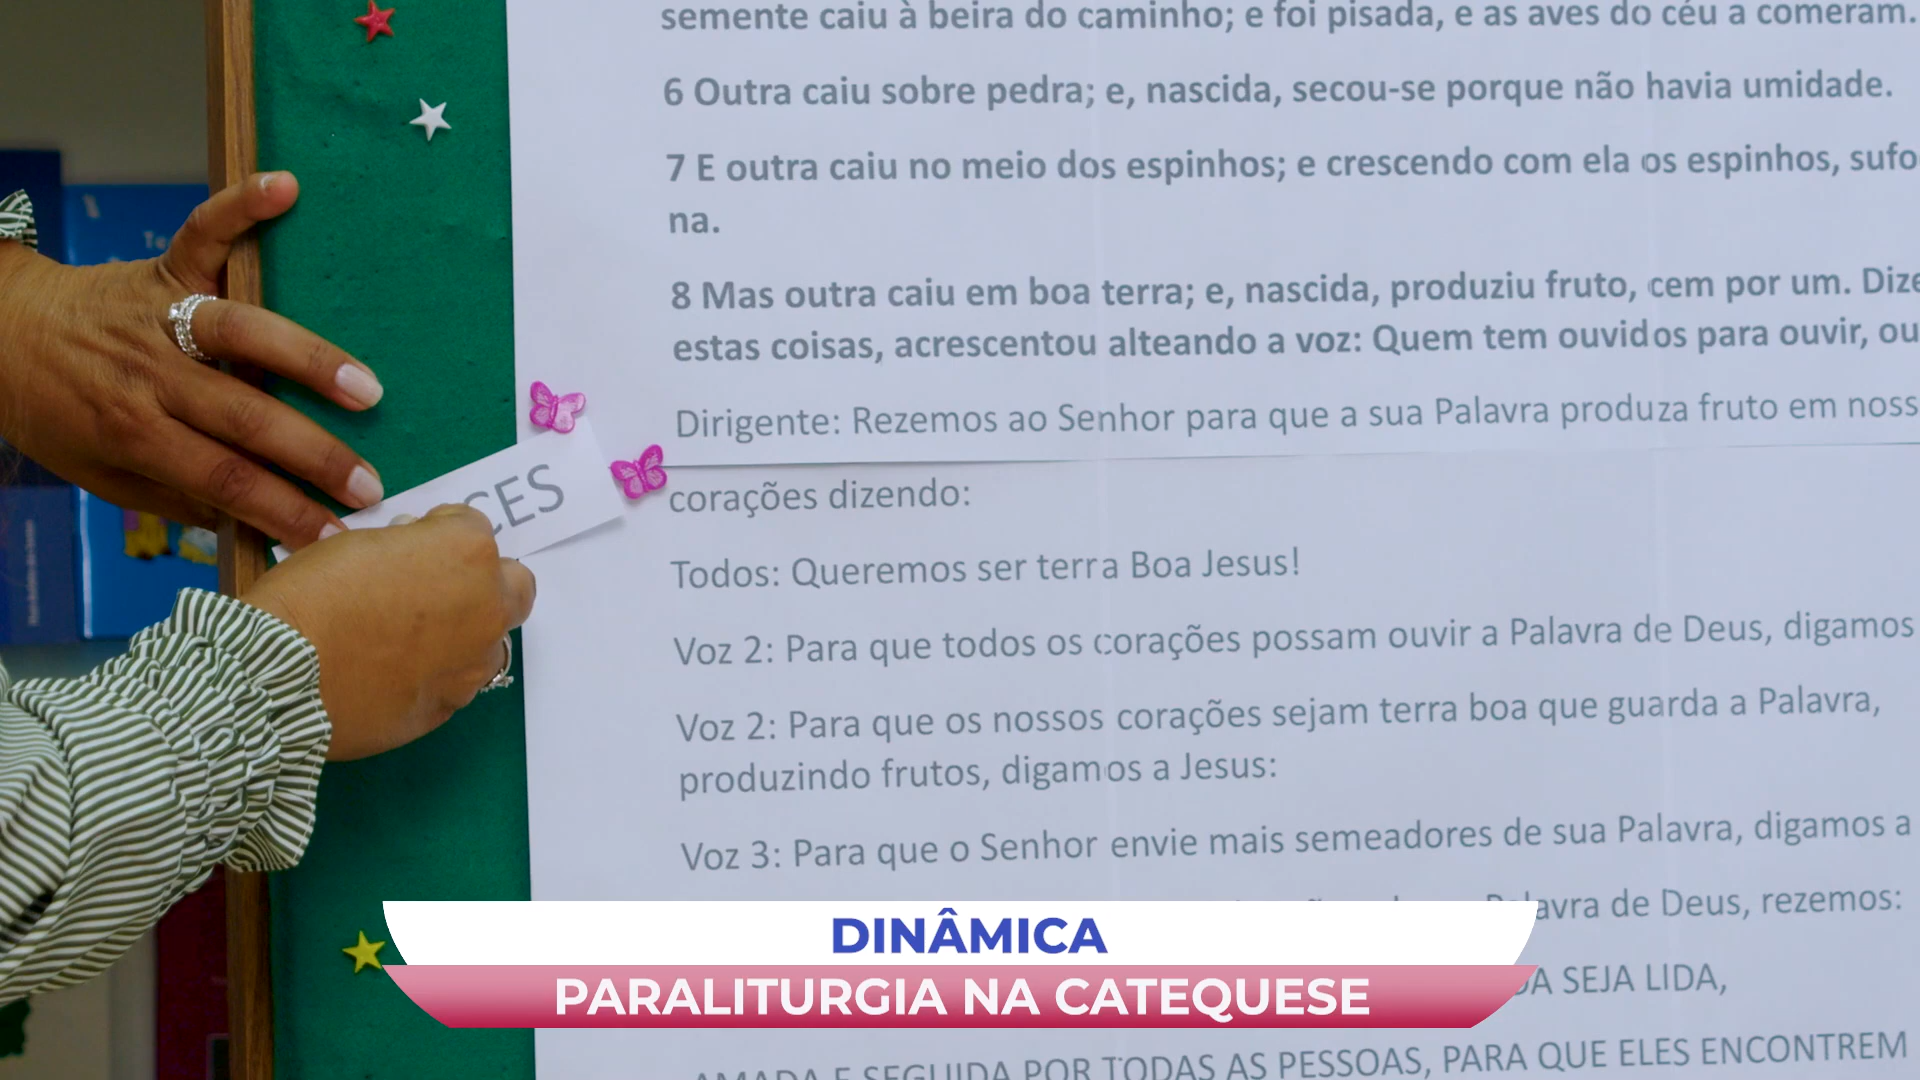 semente caiu à beira do caminho; e foi pisada, e as aves do céu a comeram.
6 Outra caiu sobre pedra; e, nascida, secou-se porque não havia umidade.
7 E outra caiu no meio dos espinhos; e crescendo com ela os espinhos, sufo
na.
8 Mas outra caiu em boa terra; e, nascida, produziu fruto, cem por um. Dize
estas coisas, acrescentou alteando a voz: Quem tem ouvidos para ouvir, ou
Dirigente: Rezemos ao Senhor para que a sua Palavra produza fruto em noss
CES
corações dizendo:
Todos: Queremos ser terra Boa Jesus!
Voz 2: Para que todos os corações possam ouvir a Palavra de Deus, digamos
Voz 2: Para que os nossos corações sejam terra boa que guarda a Palavra,
produzindo frutos, digamos a Jesus:
Voz 3: Para que o Senhor envie mais semeadores de sua Palavra, digamos a
Palavra de Deus, rezemos:
SEJA LIDA,
AMADA E SEGUIDA POR TODAS AS PESSOAS, PARA QUE ELES ENCONTREM
DINÂMICA
PARALITURGIA NA CATEQUESE